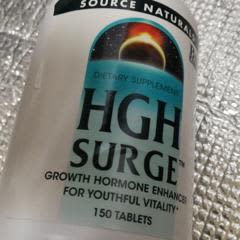 SOURCE NATURALS
DIETARY SUPPLEMENT
HGH
SURGE™
GROWTH HORMONE ENHANCER
FOR YOUTHFUL VITALITY*
150 TABLETS